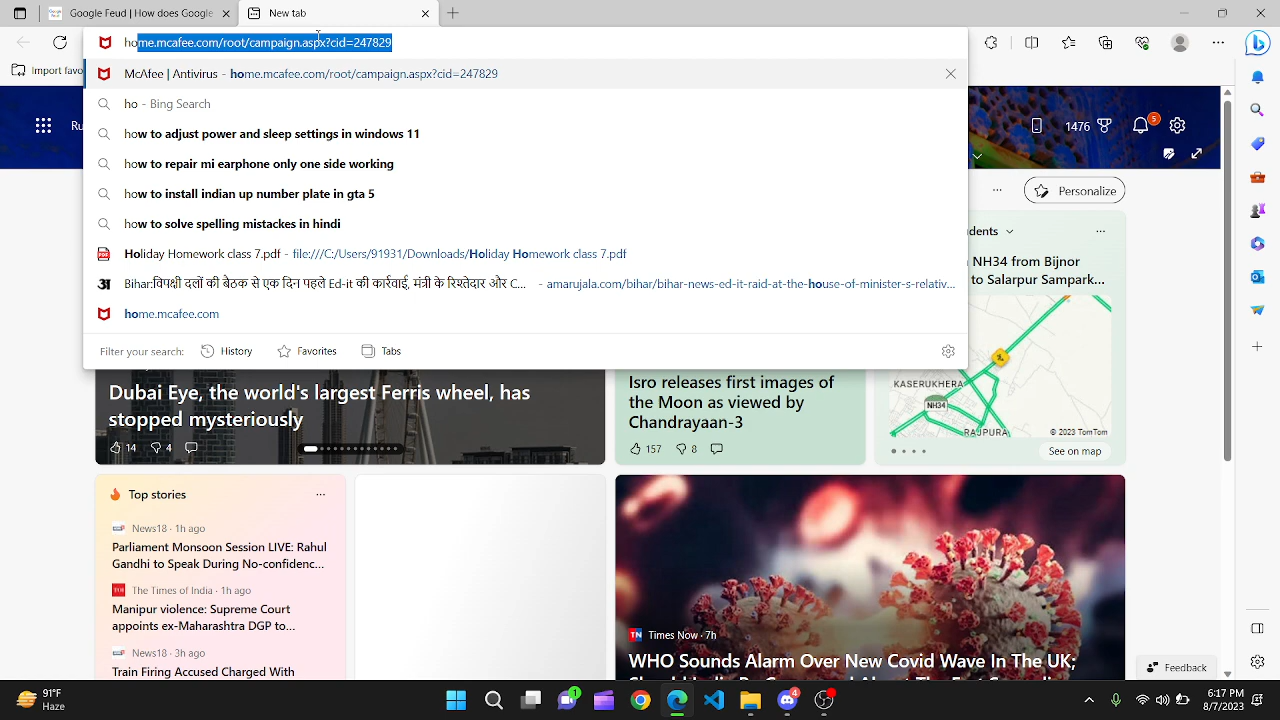 Google Feud | How does Google
New tab
home.mcafee.com/root/campaign.aspx?cid=247829
Import favo
McAfee | Antivirus - home.mcafee.com/root/campaign.aspx?cid=247829
ho - Bing Search
how to adjust power and sleep settings in windows 11
how to repair mi earphone only one side working
how to install indian up number plate in gta 5
how to solve spelling mistackes in hindi
Holiday Homework class 7.pdf - file:///C:/Users/91931/Downloads/Holiday Homework class 7.pdf
Bihar:विपक्षी दलों की बैठक से एक दिन पहले Ed-it की कार्रवाई, मंत्री के रिश्तेदार और C... - amarujala.com/bihar/bihar-news-ed-it-raid-at-the-house-of-minister-s-relativ...
home.mcafee.com
Filter your search: History Favorites Tabs
Ru
1476
5
Personalize
dents
NH34 from Bijnor
to Salarpur Sampark...
KASERUKHERA
NH34
RAJPURA
© 2023 TomTom
See on map
Dubai Eye, the world's largest Ferris wheel, has
stopped mysteriously
14 4
Isro releases first images of
the Moon as viewed by
Chandrayaan-3
157 8
Top stories
News18 · 1h ago
Parliament Monsoon Session LIVE: Rahul
Gandhi to Speak During No-confidenc...
TOI
The Times of India · 1h ago
Manipur violence: Supreme Court
appoints ex-Maharashtra DGP to...
News18 · 3h ago
Train Firing Accused Charged With
TN Times Now · 7h
WHO Sounds Alarm Over New Covid Wave In The UK;
Feedback
91°F
Haze
1
4
6:17 PM
8/7/2023